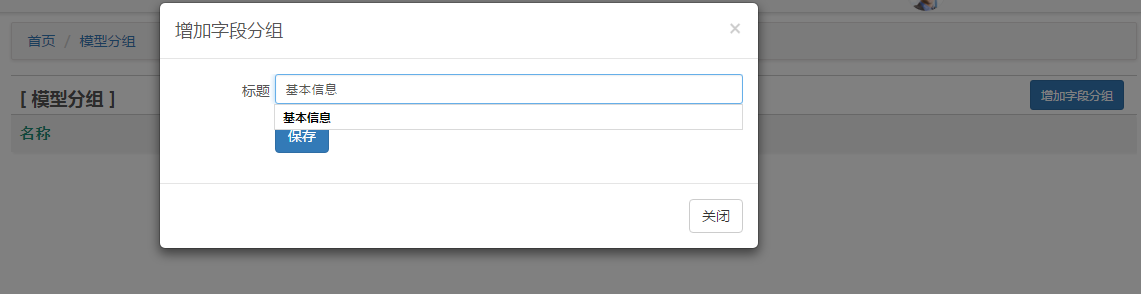 增加字段分组 ×
首页 / 模型分组
标题 基本信息
[ 模型分组 ] 增加字段分组
基本信息
名称
保存
关闭